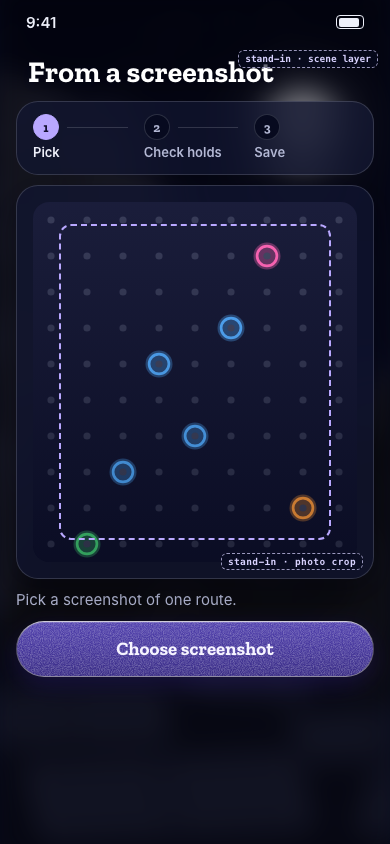 9:41
stand-in · scene layer
From a screenshot
1
2
3
Pick
Check holds
Save
stand-in · photo crop
Pick a screenshot of one route.
Choose screenshot